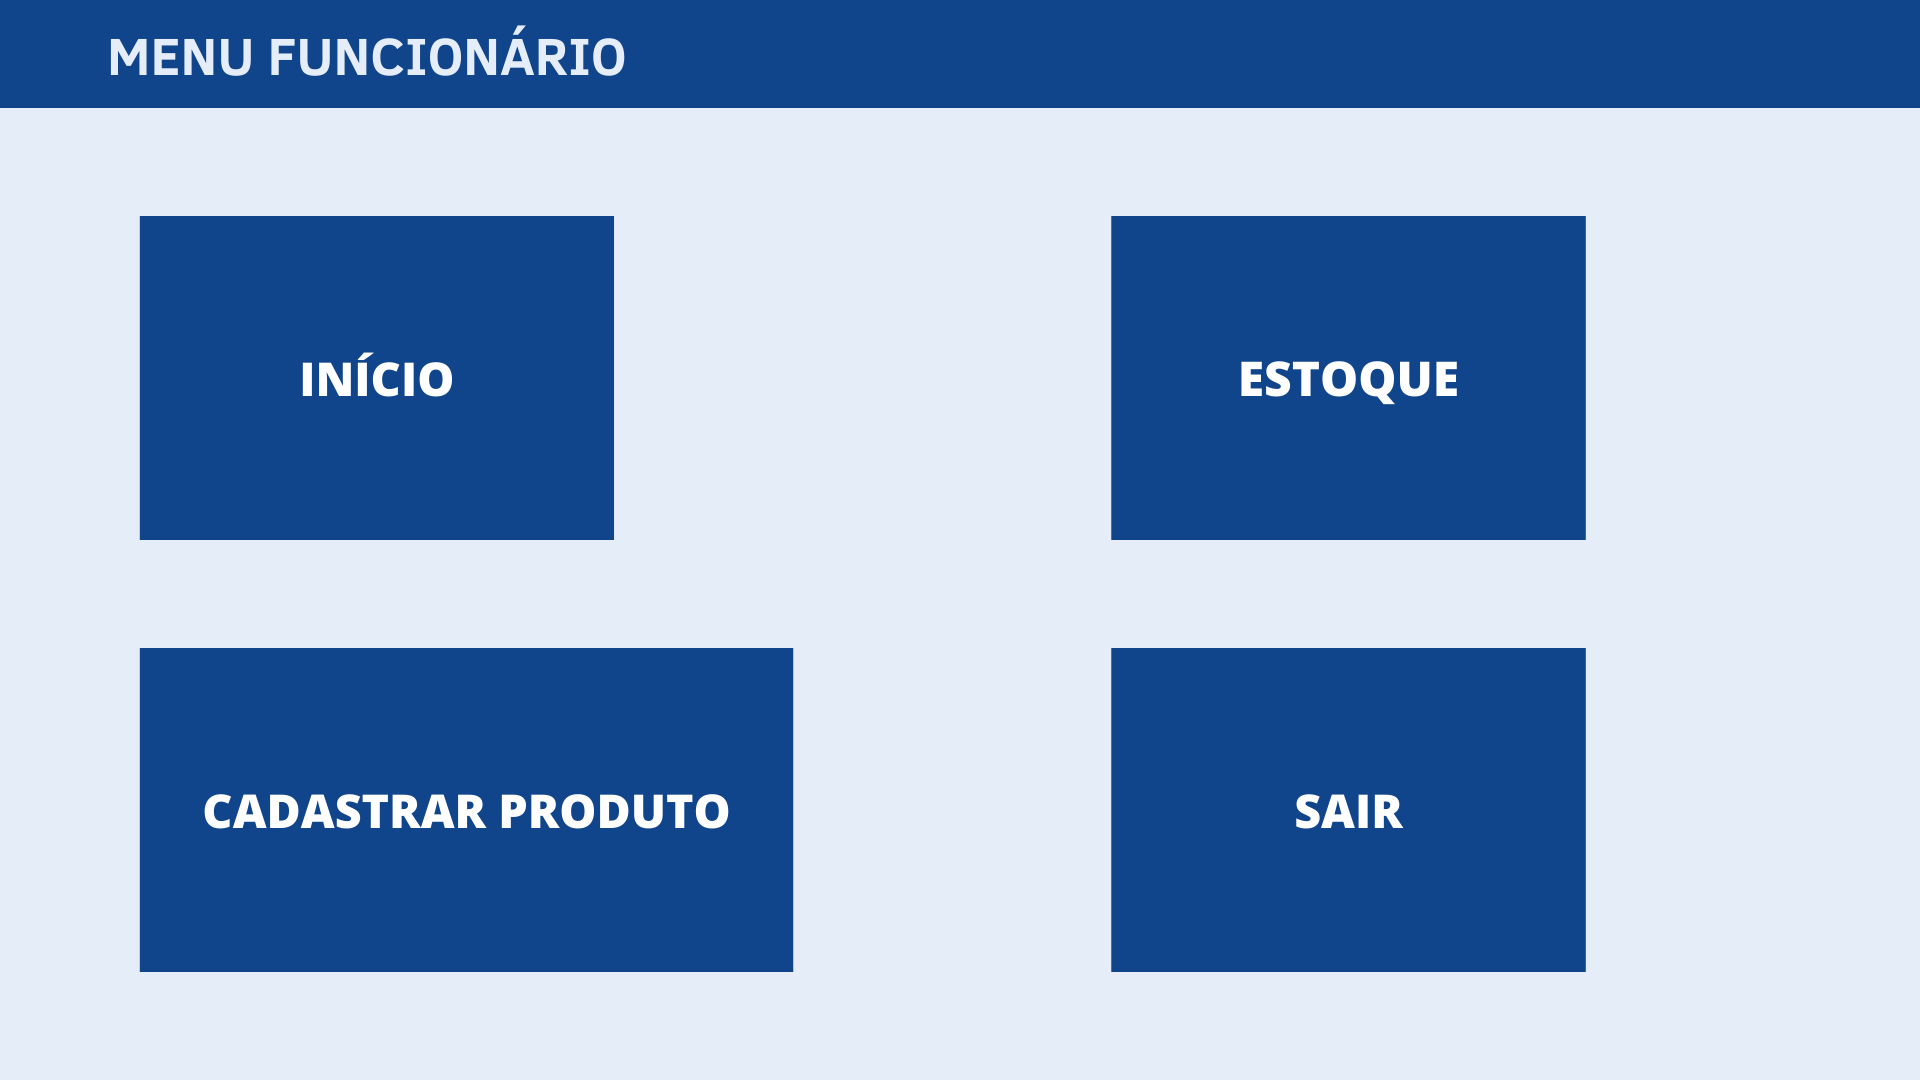 MENU FUNCIONÁRIO
INÍCIO
ESTOQUE
CADASTRAR PRODUTO
SAIR